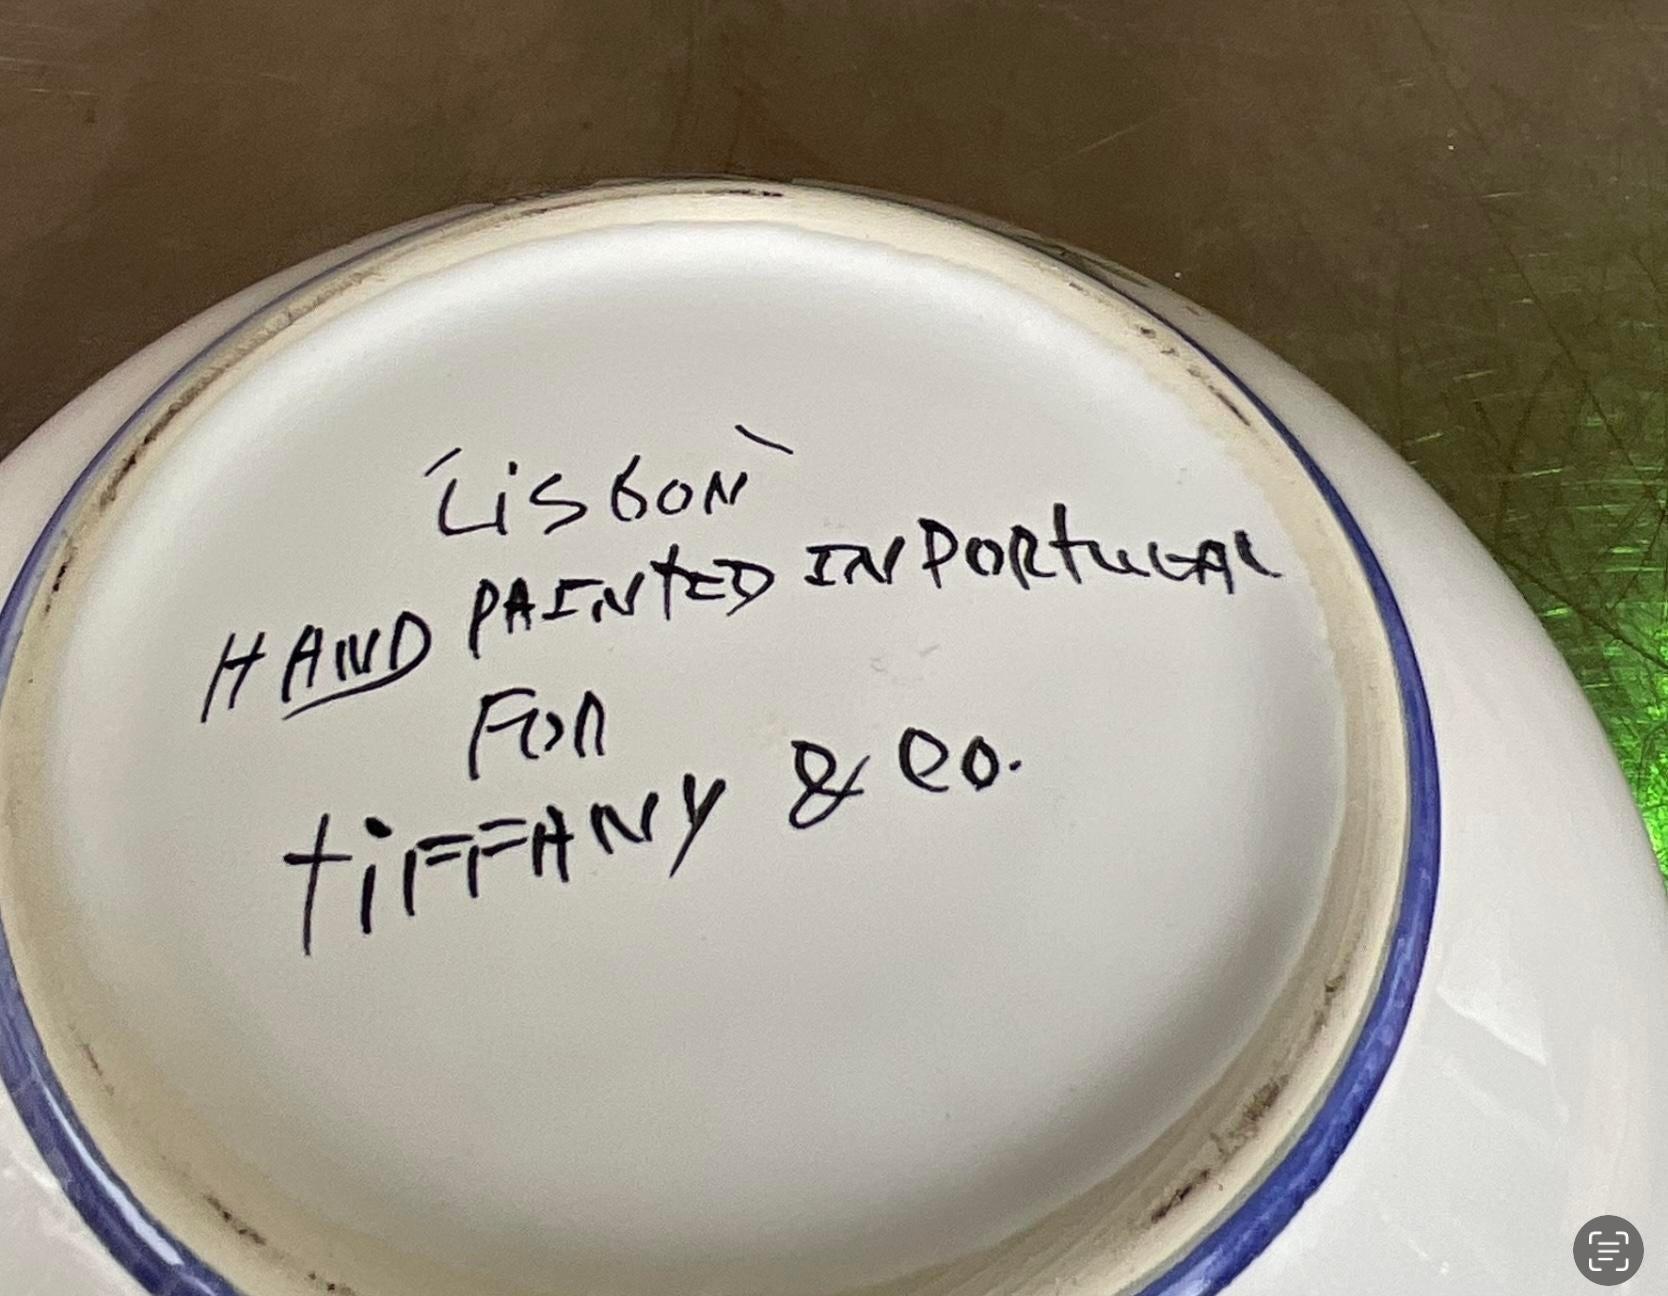 "LiSBON"
HAND PAINTED IN PORtuGAL
FOR
tiFFANY & Co.